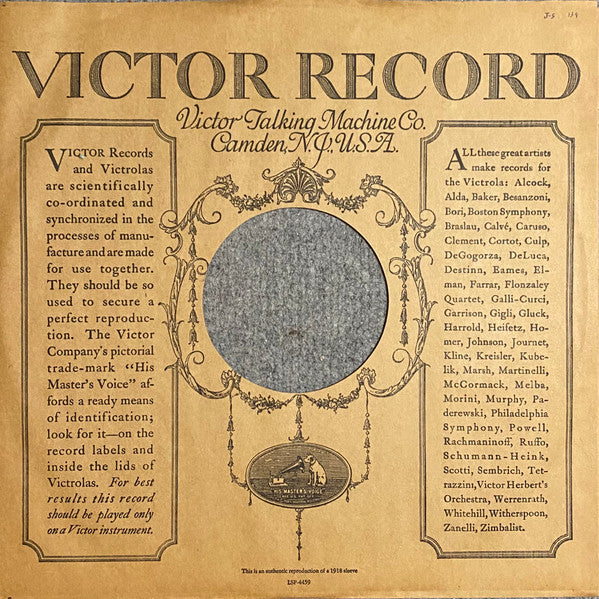 J-5 139
VICTOR RECORD
Victor Talking Machine Co.
Camden, N.J., U.S.A.
VICTOR Records
and Victrolas
are scientifically
co-ordinated and
synchronized in the
processes of manu-
facture and are made
for use together.
They should be so
used to secure a
perfect reproduc-
tion. The Victor
Company's pictorial
trade-mark “His
Master's Voice” af-
fords a ready means
of identification;
look for it—on the
record labels and
inside the lids of
Victrolas. For best
results this record
should be played only
on a Victor instrument.
ALL these great artists
make records for
the Victrola: Alcock,
Alda, Baker, Besanzoni,
Bori, Boston Symphony,
Braslau, Calvé, Caruso,
Clement, Cortot, Culp,
DeGogorza, DeLuca,
Destinn, Eames, El-
man, Farrar, Flonzaley
Quartet, Galli-Curci,
Garrison, Gigli, Gluck,
Harrold, Heifetz, Ho-
mer, Johnson, Journet,
Kline, Kreisler, Kube-
lik, Marsh, Martinelli,
McCormack, Melba,
Morini, Murphy, Pa-
derewski, Philadelphia
Symphony, Powell,
Rachmaninoff, Ruffo,
Schumann-Heink,
Scotti, Sembrich, Tet-
razzini, Victor Herbert's
Orchestra, Werrenrath,
Whitehill, Witherspoon,
Zanelli, Zimbalist.
HIS MASTER'S VOICE
This is an authentic reproduction of a 1918 sleeve
LSP-4459